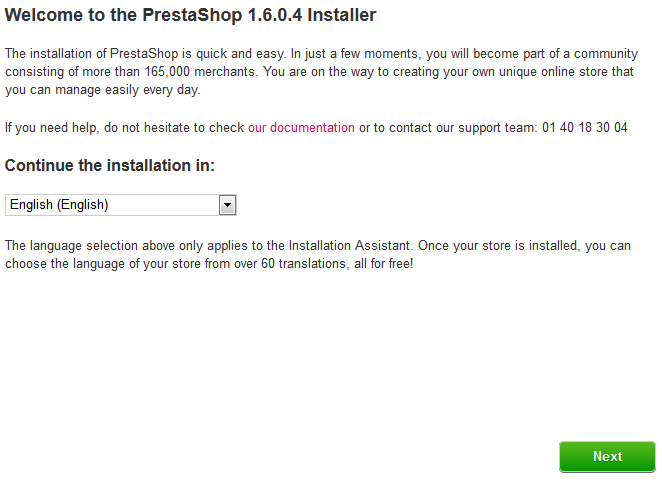 Welcome to the PrestaShop 1.6.0.4 Installer
The installation of PrestaShop is quick and easy. In just a few moments, you will become part of a community
consisting of more than 165,000 merchants. You are on the way to creating your own unique online store that
you can manage easily every day.
If you need help, do not hesitate to check our documentation or to contact our support team: 01 40 18 30 04
Continue the installation in:
English (English)
The language selection above only applies to the Installation Assistant. Once your store is installed, you can
choose the language of your store from over 60 translations, all for free!
Next